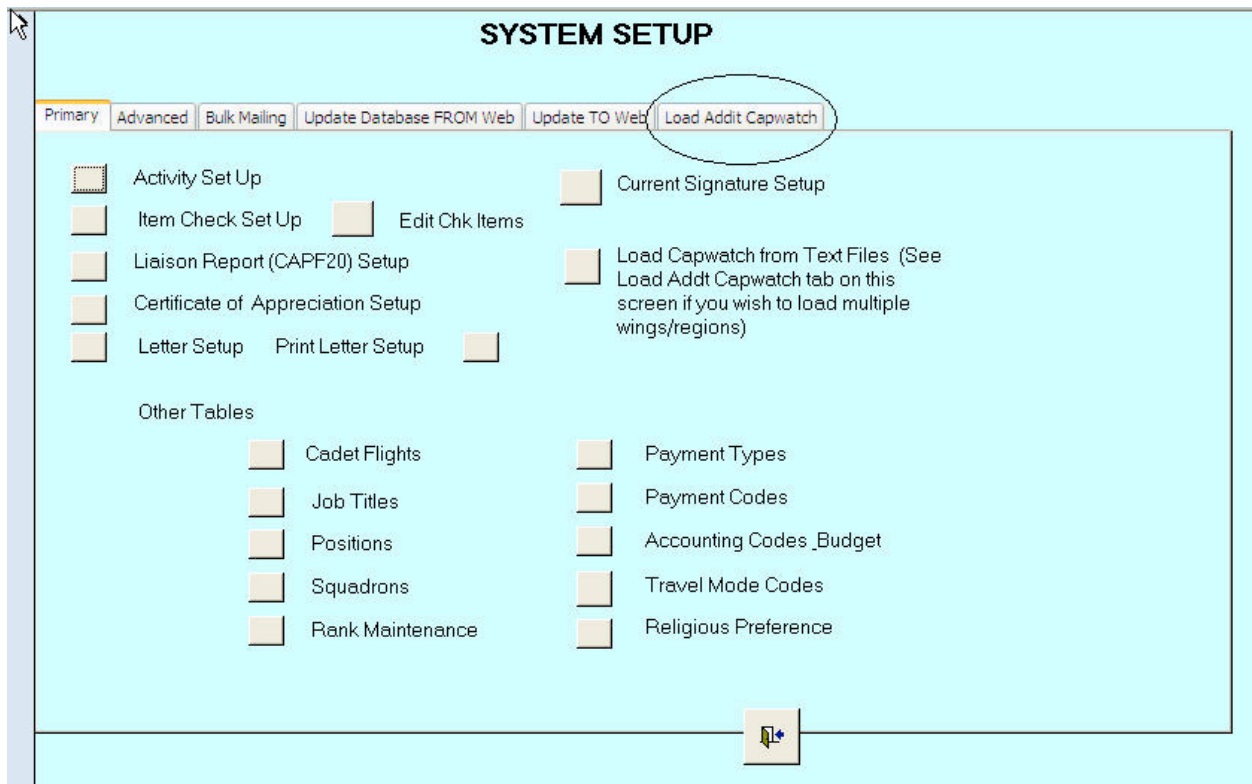 SYSTEM SETUP
Primary
Advanced
Bulk Mailing
Update Database FROM Web
Update TO Web
Load Addit Capwatch
Activity Set Up
Current Signature Setup
Item Check Set Up
Edit Chk Items
Liaison Report (CAPF20) Setup
Load Capwatch from Text Files (See
Load Addt Capwatch tab on this
screen if you wish to load multiple
wings/regions)
Certificate of Appreciation Setup
Letter Setup
Print Letter Setup
Other Tables
Cadet Flights
Payment Types
Job Titles
Payment Codes
Positions
Accounting Codes_Budget
Squadrons
Travel Mode Codes
Rank Maintenance
Religious Preference